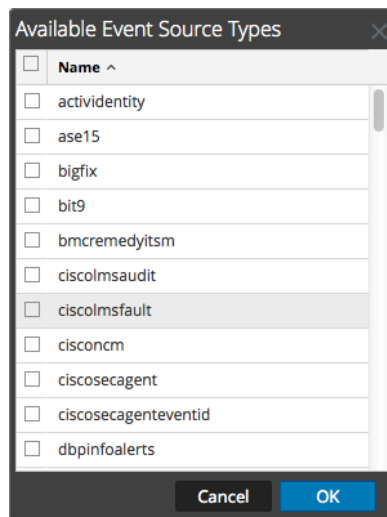 Available Event Source Types
Name
actividentity
ase15
bigfix
bit9
bmcremedyitsm
ciscolmsaudit
ciscolmsfault
cisconcm
ciscosecagent
ciscosecagenteventid
dbpinfoalerts
Cancel OK